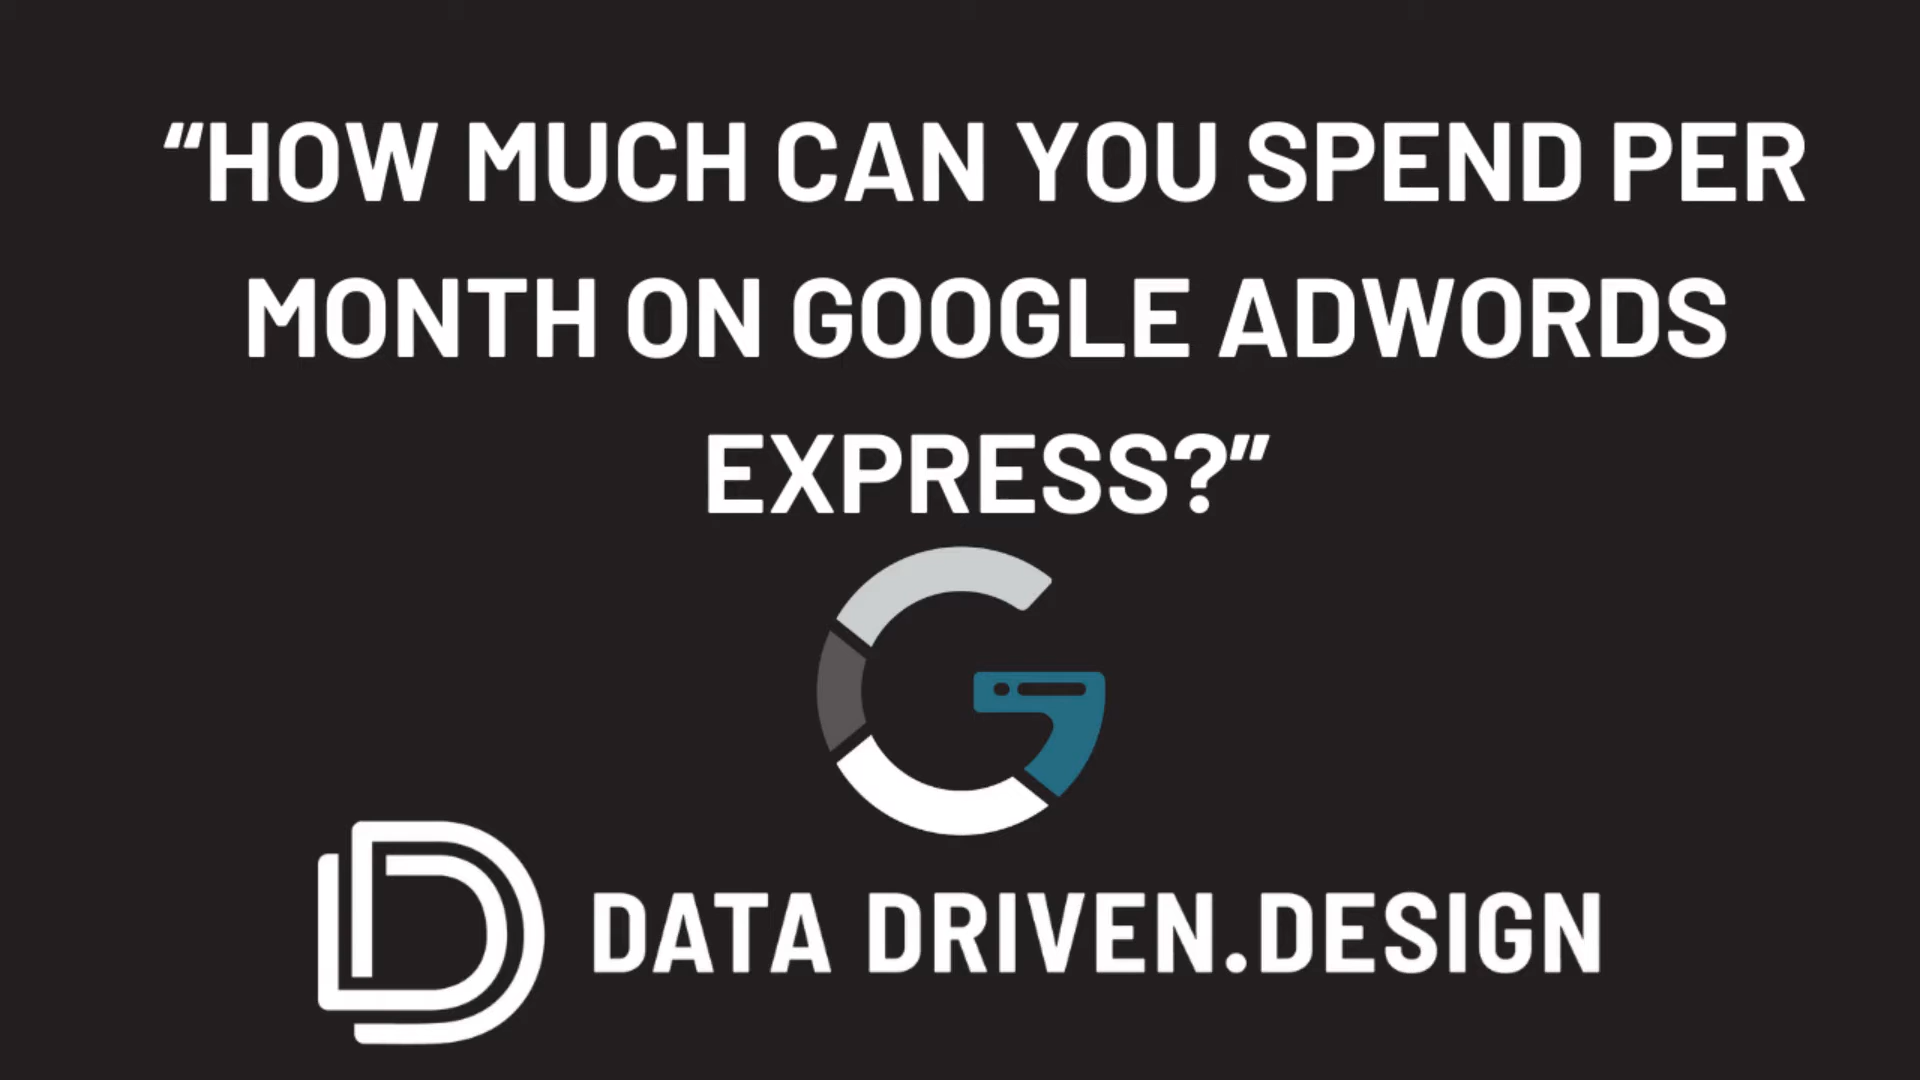 “HOW MUCH CAN YOU SPEND PER
MONTH ON GOOGLE ADWORDS
EXPRESS?”
DATA DRIVEN.DESIGN